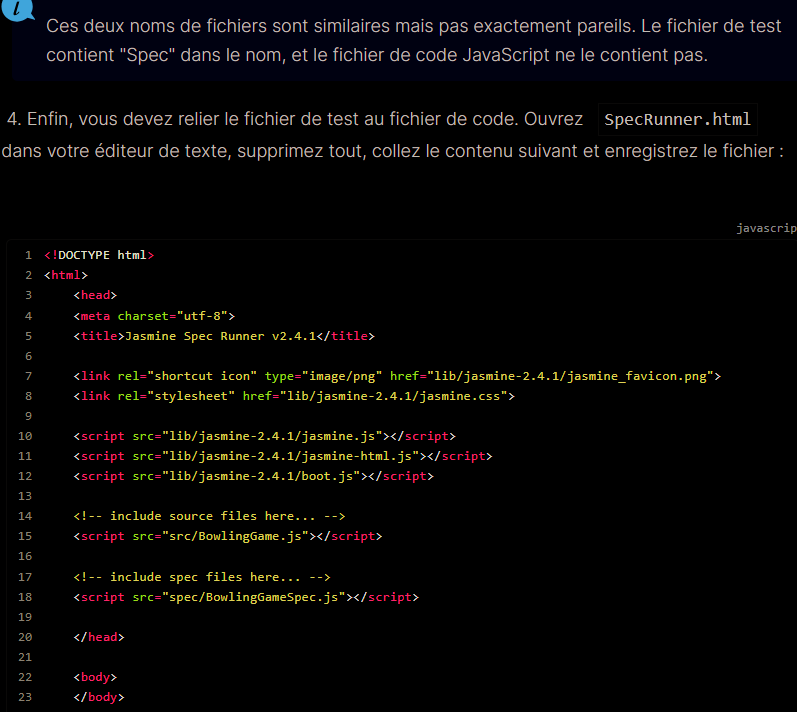 i
Ces deux noms de fichiers sont similaires mais pas exactement pareils. Le fichier de test
contient "Spec" dans le nom, et le fichier de code JavaScript ne le contient pas.
4. Enfin, vous devez relier le fichier de test au fichier de code. Ouvrez SpecRunner.html
dans votre éditeur de texte, supprimez tout, collez le contenu suivant et enregistrez le fichier :
javascrip
1 <!DOCTYPE html>
2 <html>
3 <head>
4 <meta charset="utf-8">
5 <title>Jasmine Spec Runner v2.4.1</title>
6
7 <link rel="shortcut icon" type="image/png" href="lib/jasmine-2.4.1/jasmine_favicon.png">
8 <link rel="stylesheet" href="lib/jasmine-2.4.1/jasmine.css">
9
10 <script src="lib/jasmine-2.4.1/jasmine.js"></script>
11 <script src="lib/jasmine-2.4.1/jasmine-html.js"></script>
12 <script src="lib/jasmine-2.4.1/boot.js"></script>
13
14 <!-- include source files here... -->
15 <script src="src/BowlingGame.js"></script>
16
17 <!-- include spec files here... -->
18 <script src="spec/BowlingGameSpec.js"></script>
19
20 </head>
21
22 <body>
23 </body>